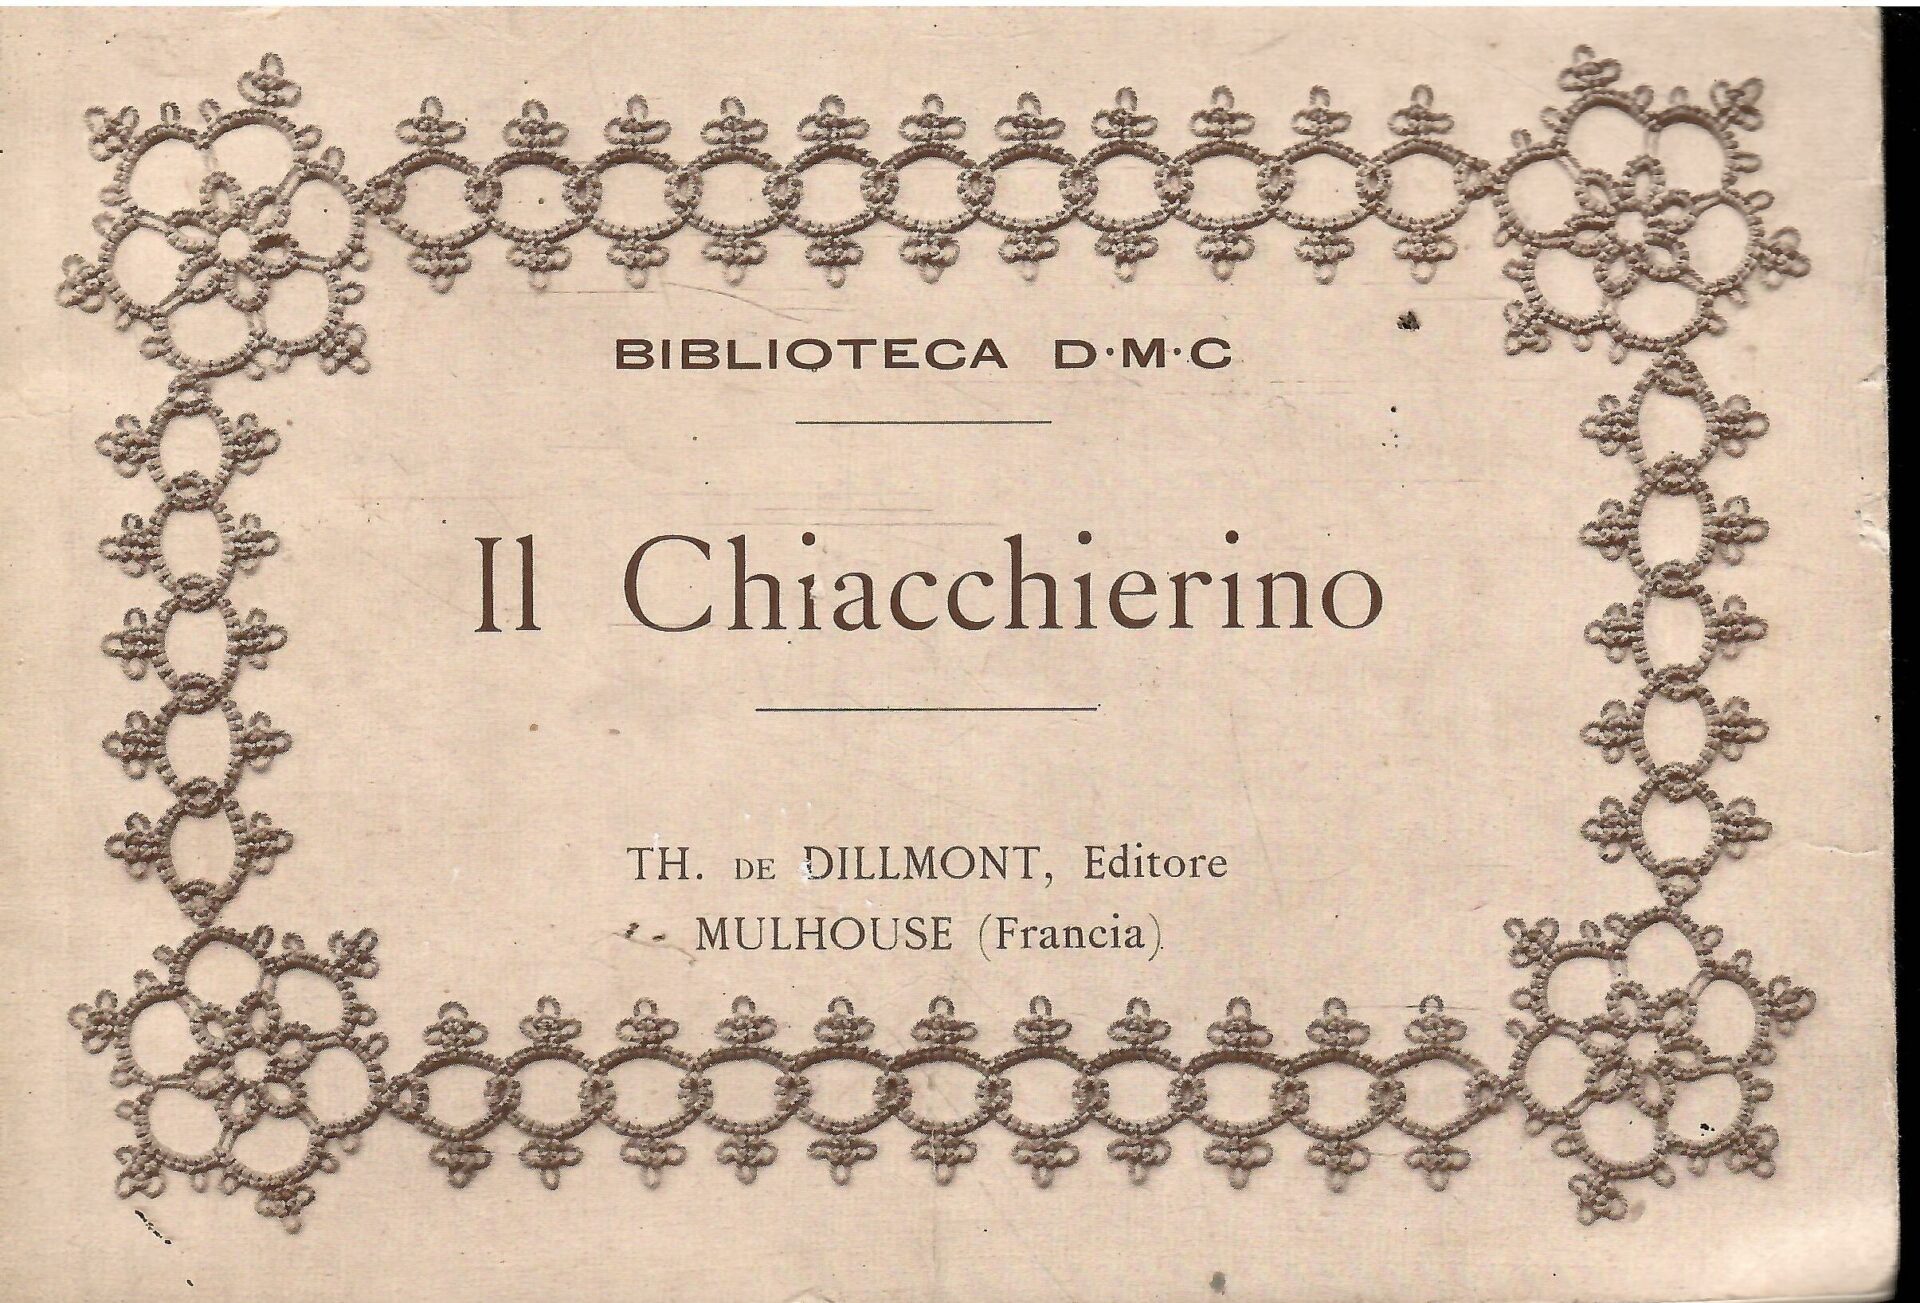 BIBLIOTECA D·M·C
Il Chiacchierino
TH. DE DILLMONT, Editore
MULHOUSE (Francia)